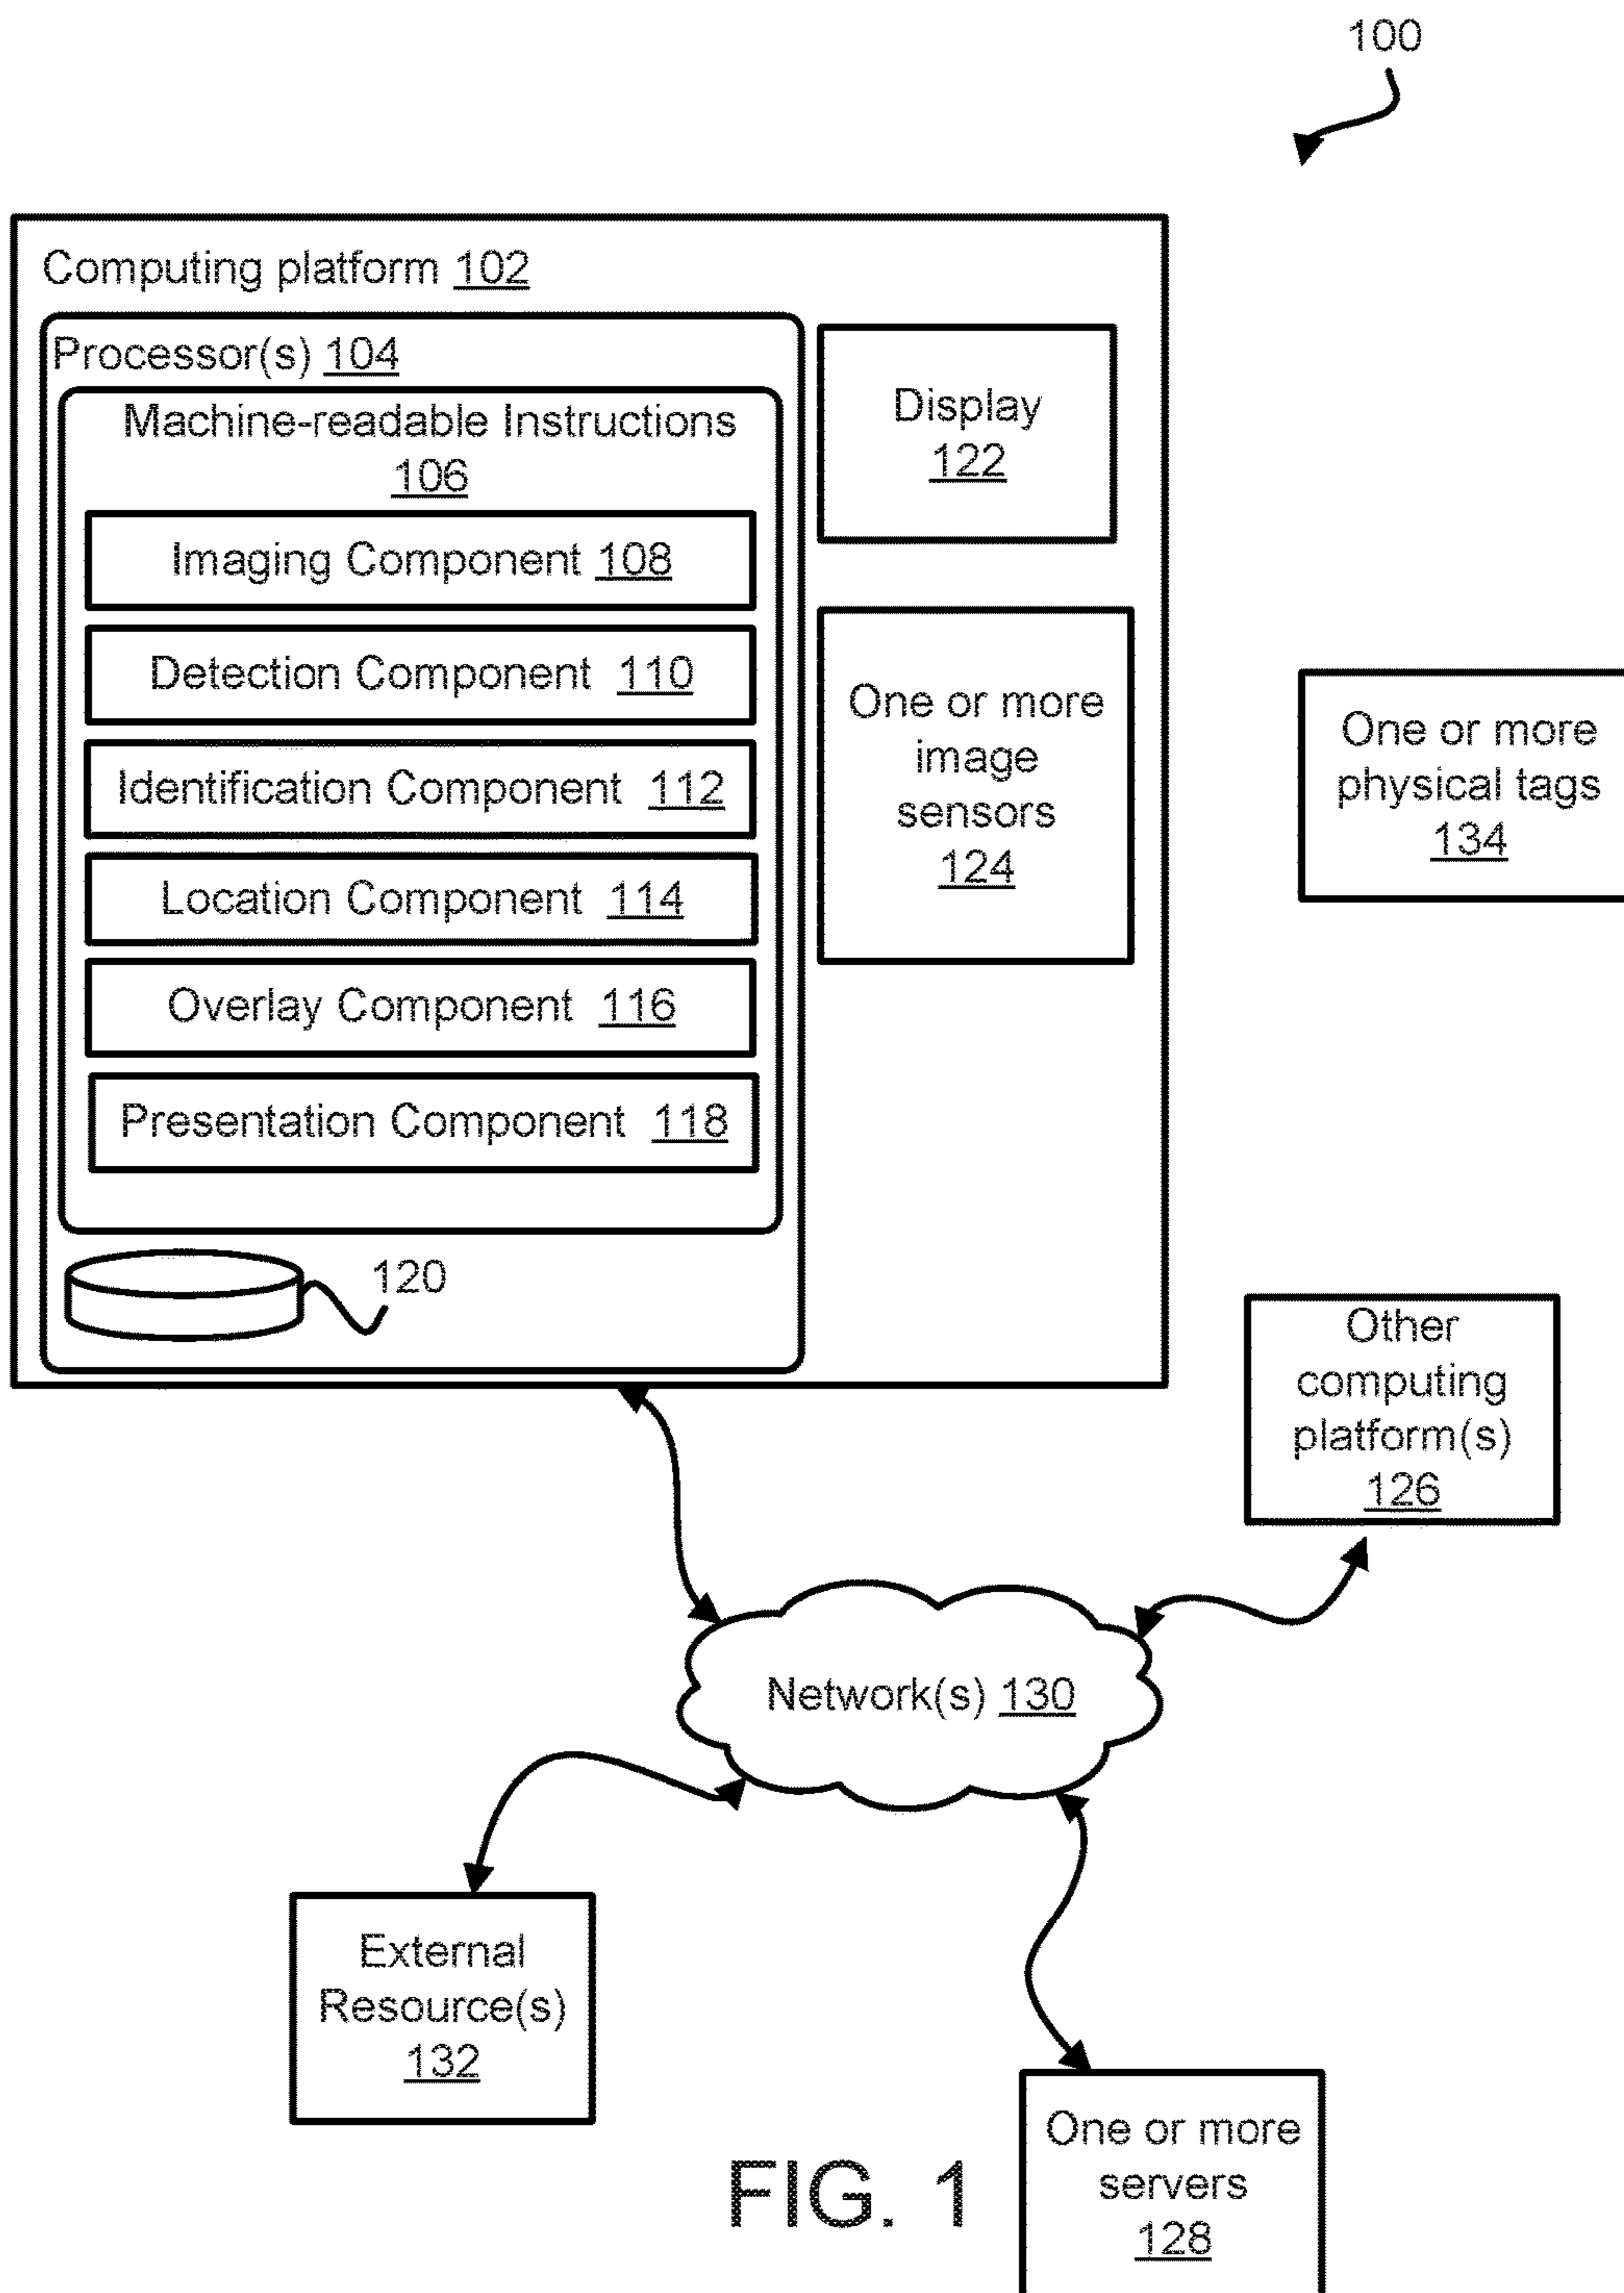 100
Computing platform 102
Processor(s) 104
Machine-readable Instructions
106
Imaging Component 108
Detection Component 110
Identification Component 112
Location Component 114
Overlay Component 116
Presentation Component 118
120
Display
122
One or more
image
sensors
124
One or more
physical tags
134
Other
computing
platform(s)
126
Network(s) 130
External
Resource(s)
132
One or more
servers
128
FIG. 1